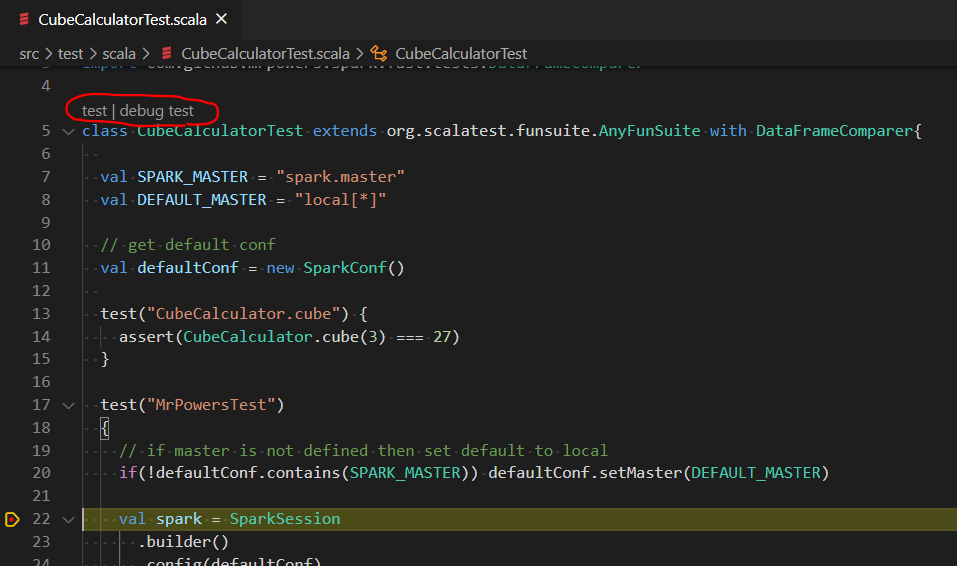 CubeCalculatorTest.scala ×
src > test > scala > CubeCalculatorTest.scala > CubeCalculatorTest
3 import com.github.mrpowers.spark.fast.tests.DataFrameComparer
4
test | debug test
5 class CubeCalculatorTest extends org.scalatest.funsuite.AnyFunSuite with DataFrameComparer{
6
7 val SPARK_MASTER = "spark.master"
8 val DEFAULT_MASTER = "local[*]"
9
10 // get default conf
11 val defaultConf = new SparkConf()
12
13 test("CubeCalculator.cube") {
14 assert(CubeCalculator.cube(3) === 27)
15 }
16
17 test("MrPowersTest")
18 {
19 // if master is not defined then set default to local
20 if(!defaultConf.contains(SPARK_MASTER)) defaultConf.setMaster(DEFAULT_MASTER)
21
22 val spark = SparkSession
23 .builder()
24 .config(defaultConf)